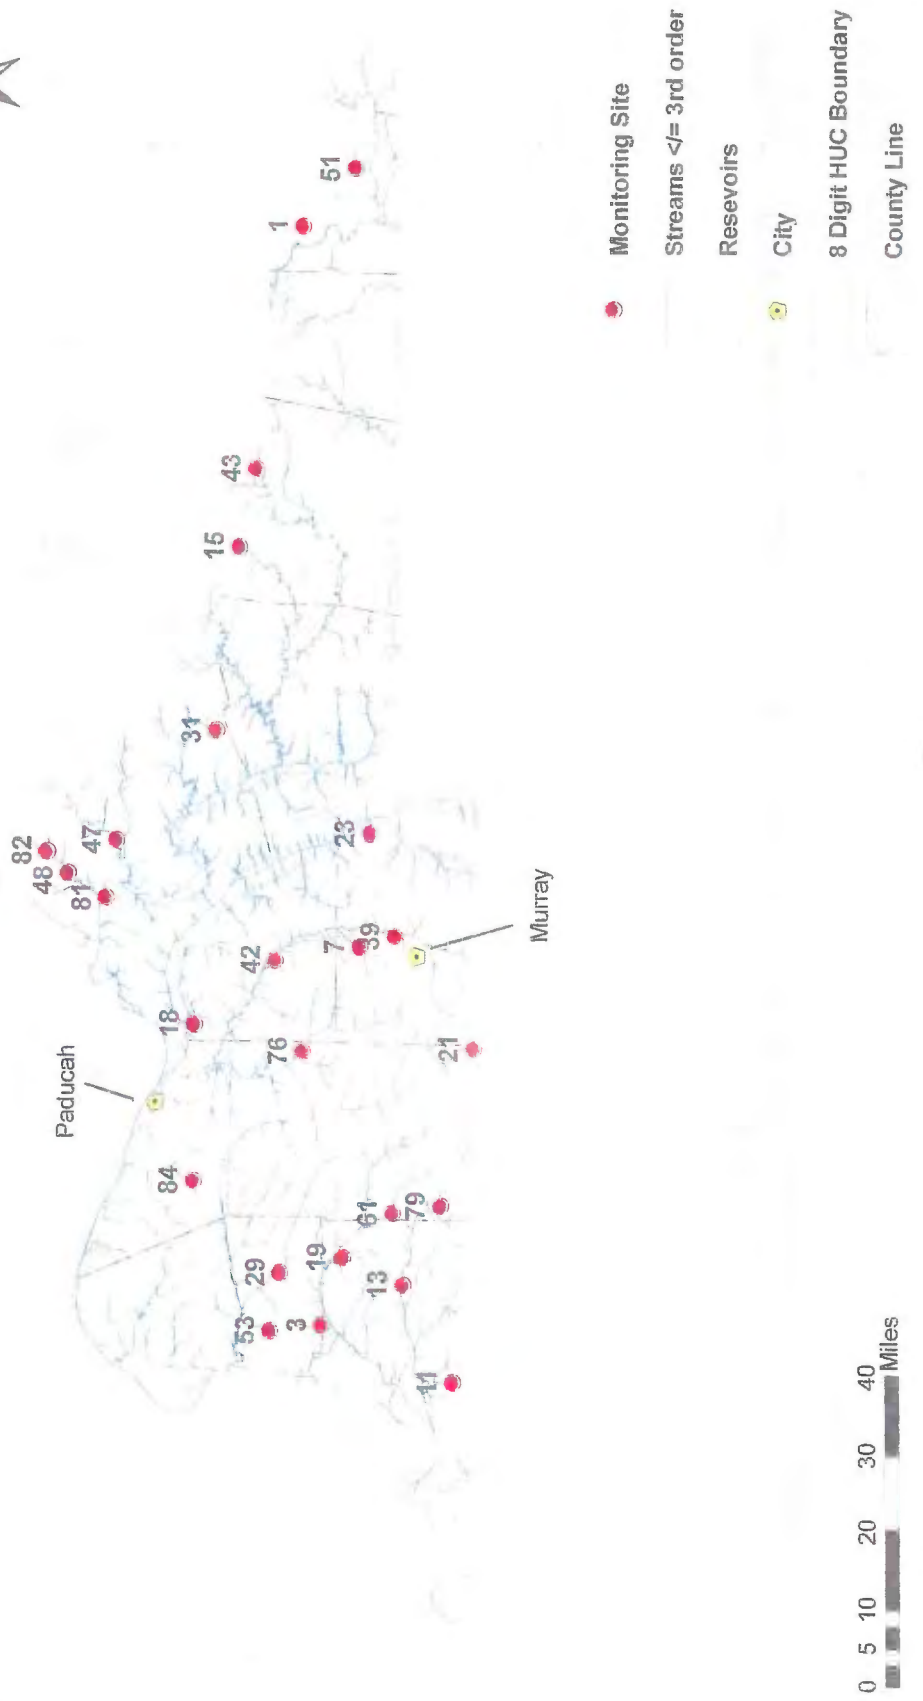 Paducah
Murray
82
48
81
47
18
42
7
39
76
21
84
61
79
29
19
53
3
13
11
31
23
15
43
1
51
Monitoring Site
Streams </= 3rd order
Resevoirs
City
8 Digit HUC Boundary
County Line
0 5 10 20 30 40
Miles